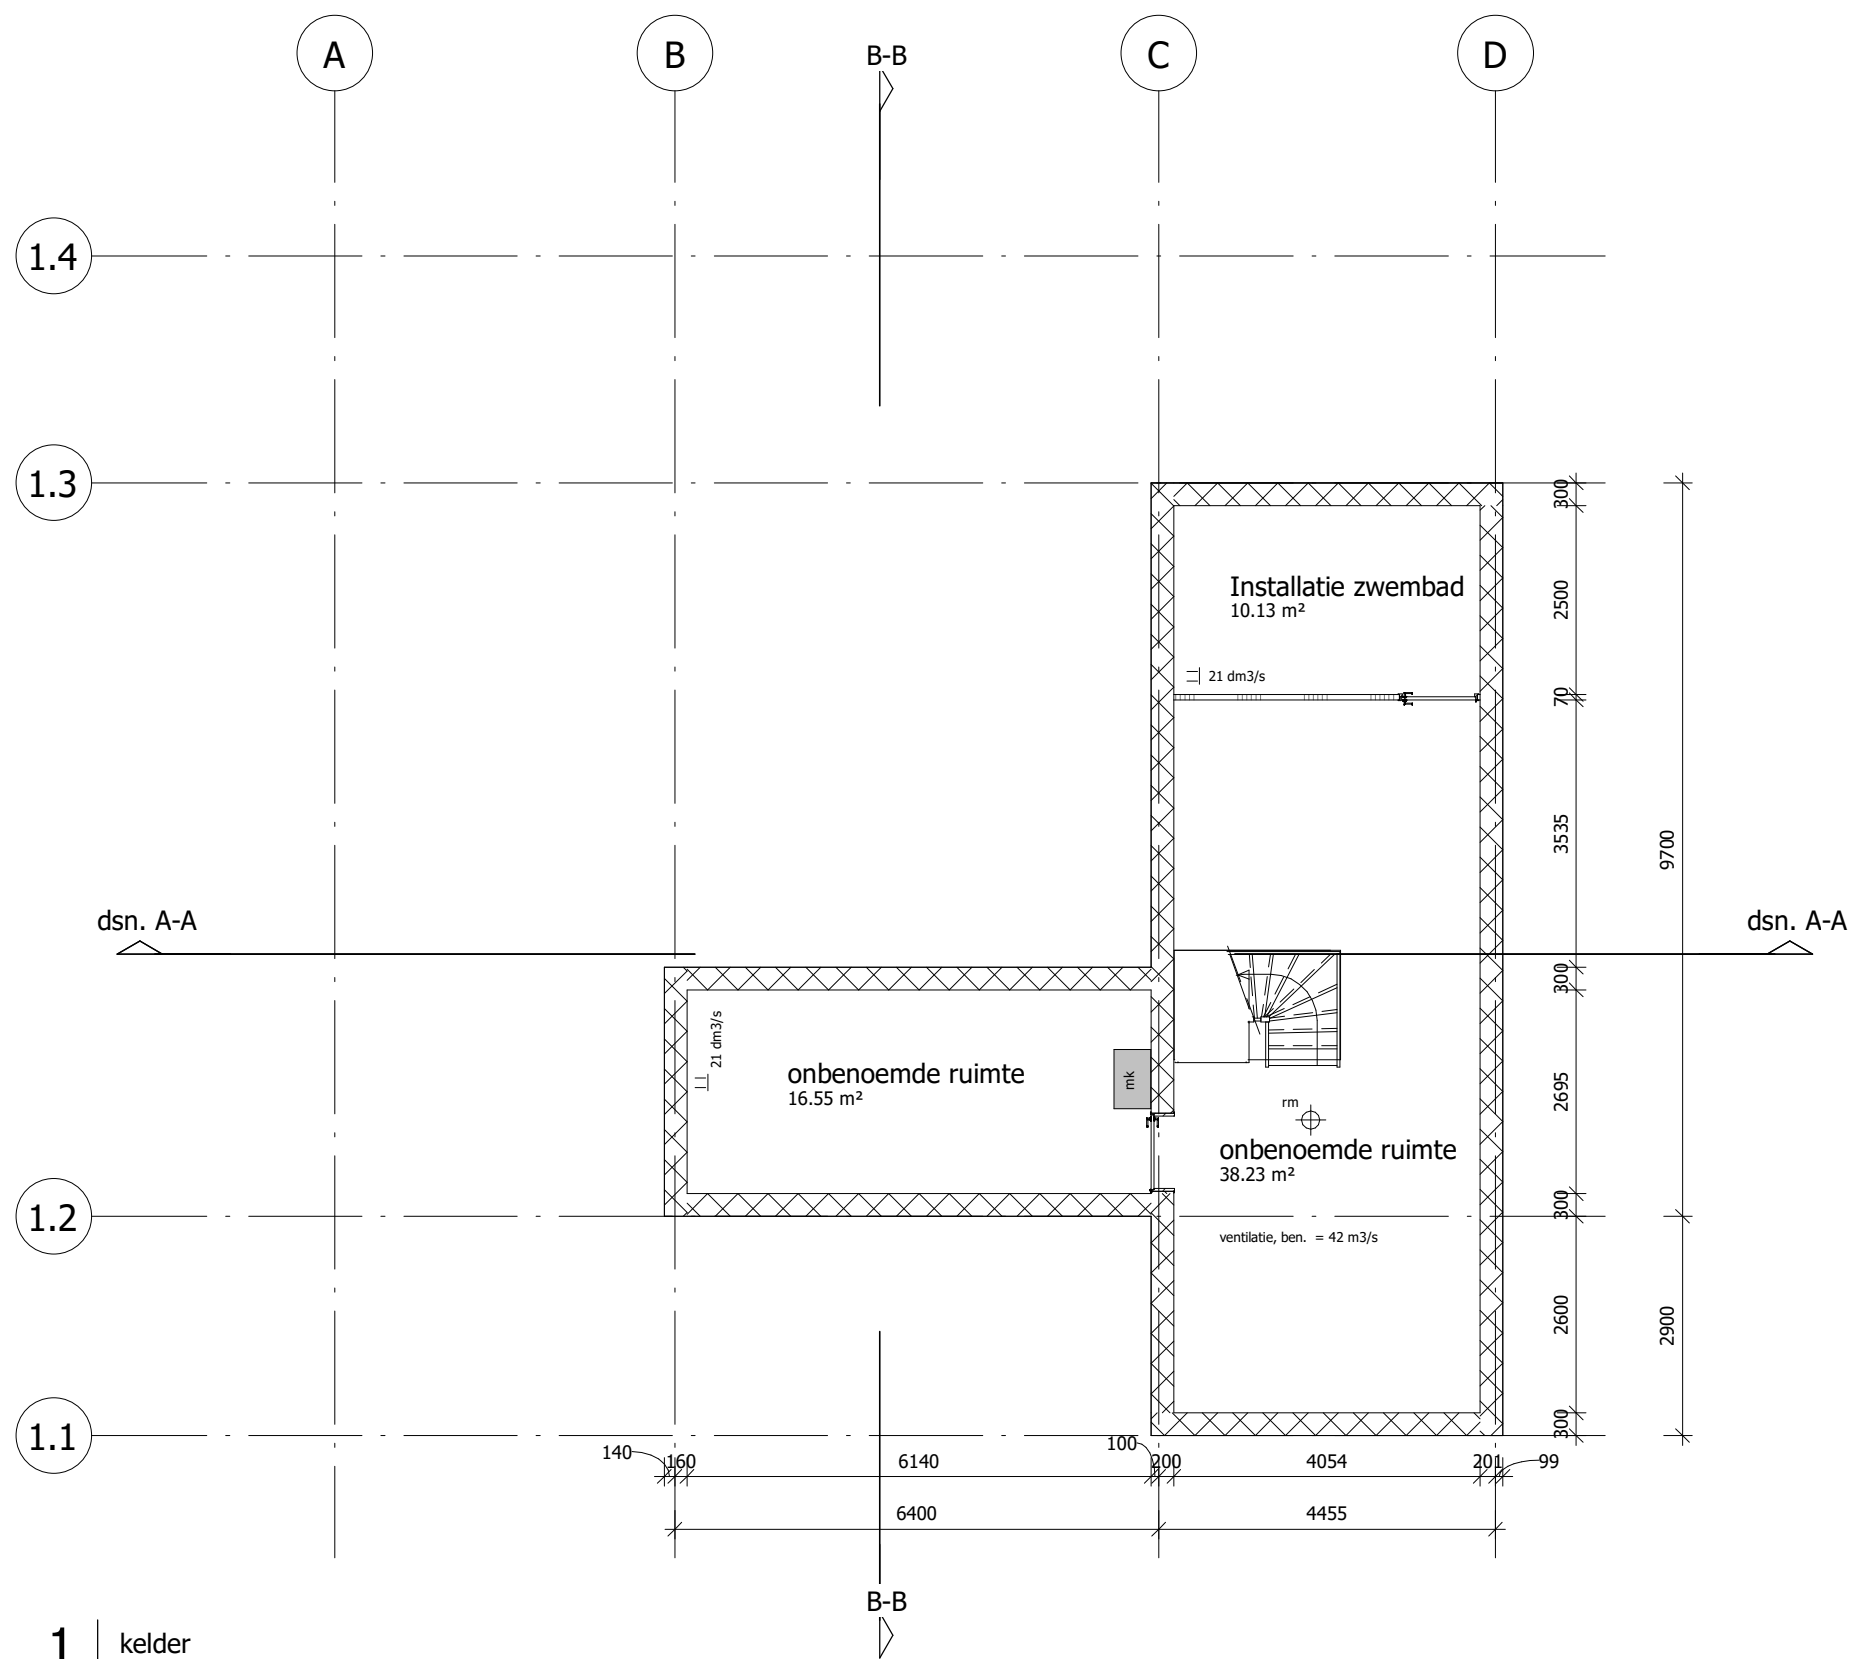 A
B
B-B
C
D
1.4
1.3
300
Installatie zwembad
10.13 m²
2500
21 dm3/s
70
3535
9700
dsn. A-A
dsn. A-A
300
21 dm3/s
onbenoemde ruimte
16.55 m²
mk
2695
rm
onbenoemde ruimte
38.23 m²
300
1.2
ventilatie, ben. = 42 m3/s
2600
2900
300
1.1
140
160
6140
100
200
4054
201
99
6400
4455
B-B
1
kelder